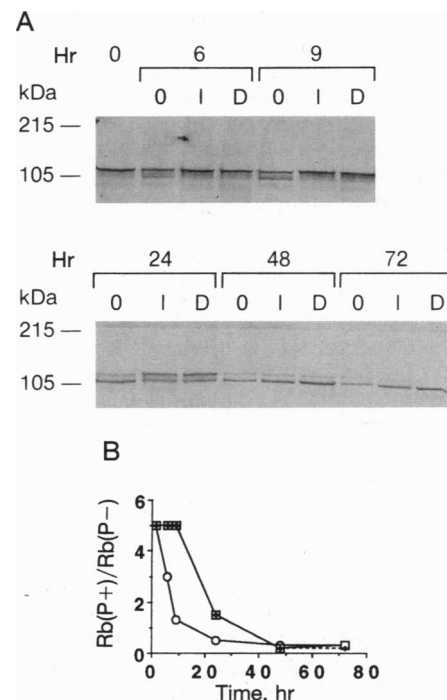 A
Hr 0 6 9
kDa 0 I D 0 I D
215 —
105 —
Hr 24 48 72
kDa 0 I D 0 I D 0 I D
215 —
105 —
B
Rb(P+)/Rb(P−)
6
4
2
0
0 20 40 60 80
Time, hr